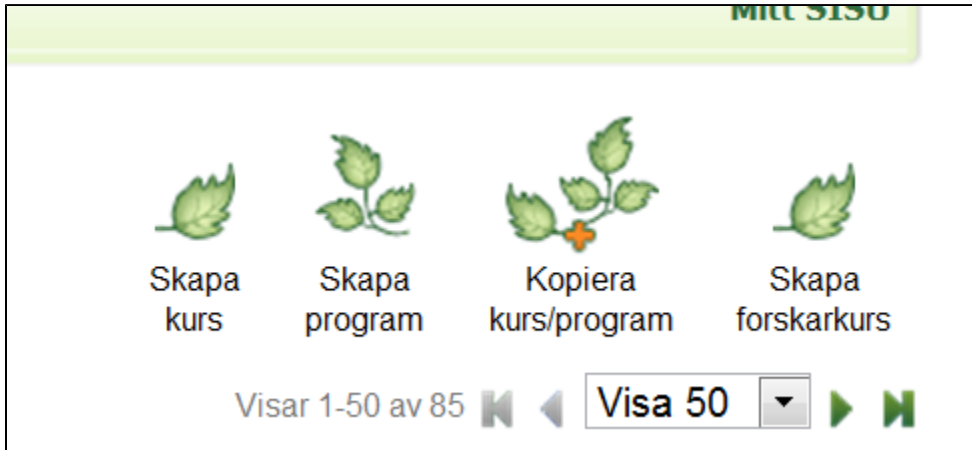 Mitt SISU
Skapa
kurs
Skapa
program
Kopiera
kurs/program
Skapa
forskarkurs
Visar 1-50 av 85
Visa 50